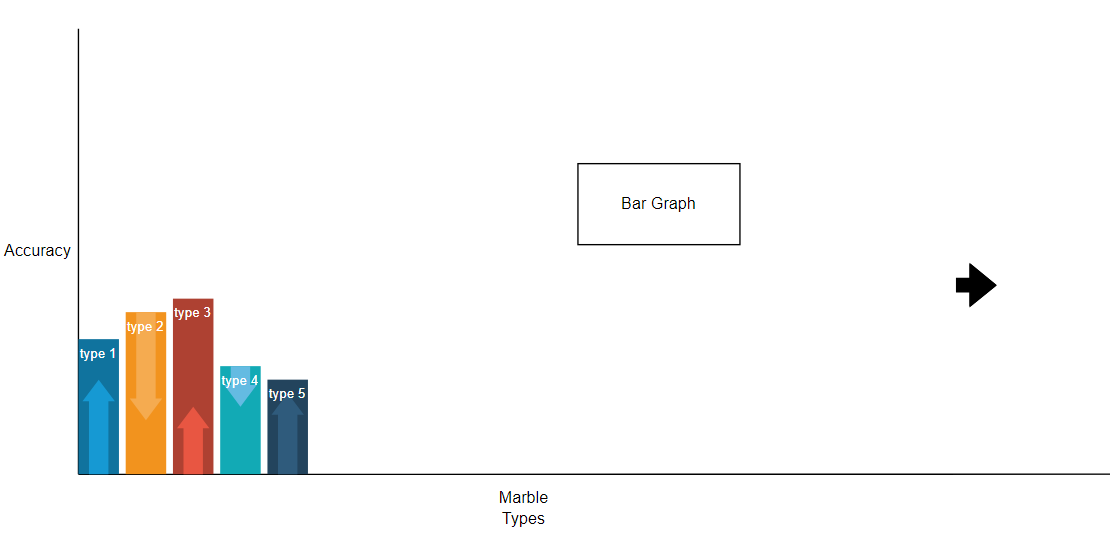 Bar Graph
Accuracy
type 3
type 2
type 1
type 4
type 5
Marble
Types